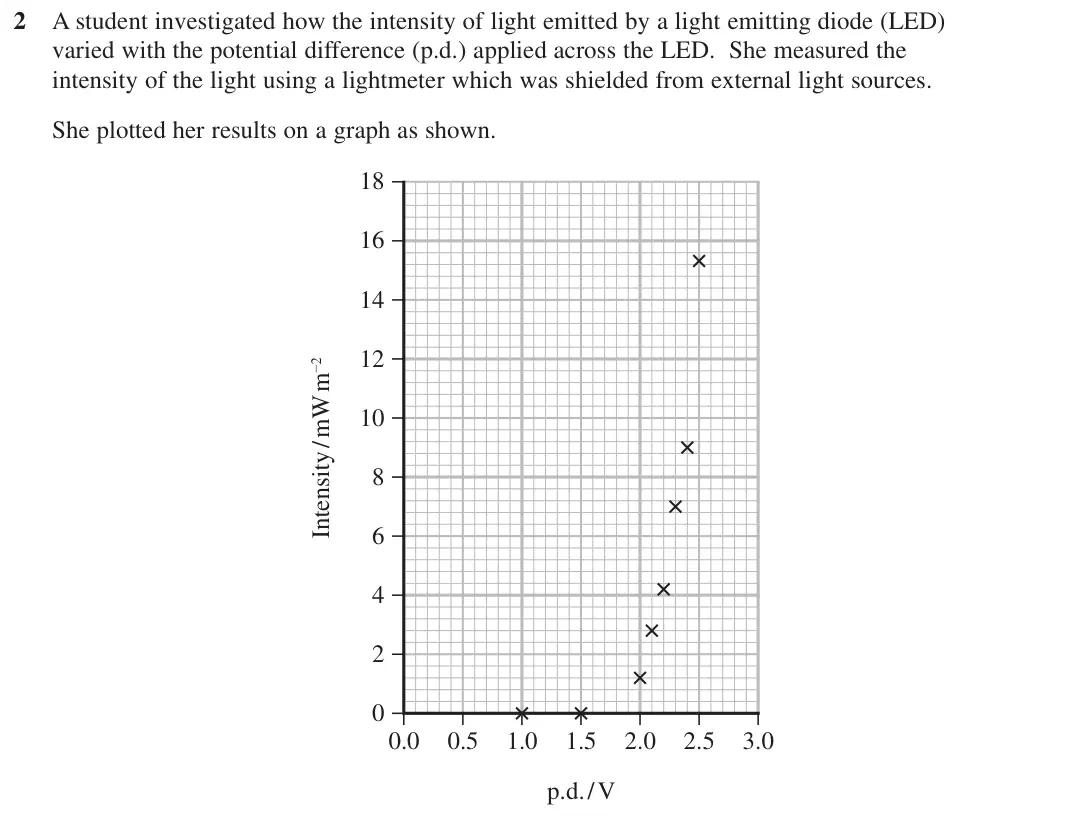 2 A student investigated how the intensity of light emitted by a light emitting diode (LED)
varied with the potential difference (p.d.) applied across the LED. She measured the
intensity of the light using a lightmeter which was shielded from external light sources.
She plotted her results on a graph as shown.
18
16
14
12
10
8
6
4
2
0
Intensity/mW m⁻²
0.0 0.5 1.0 1.5 2.0 2.5 3.0
p.d./V